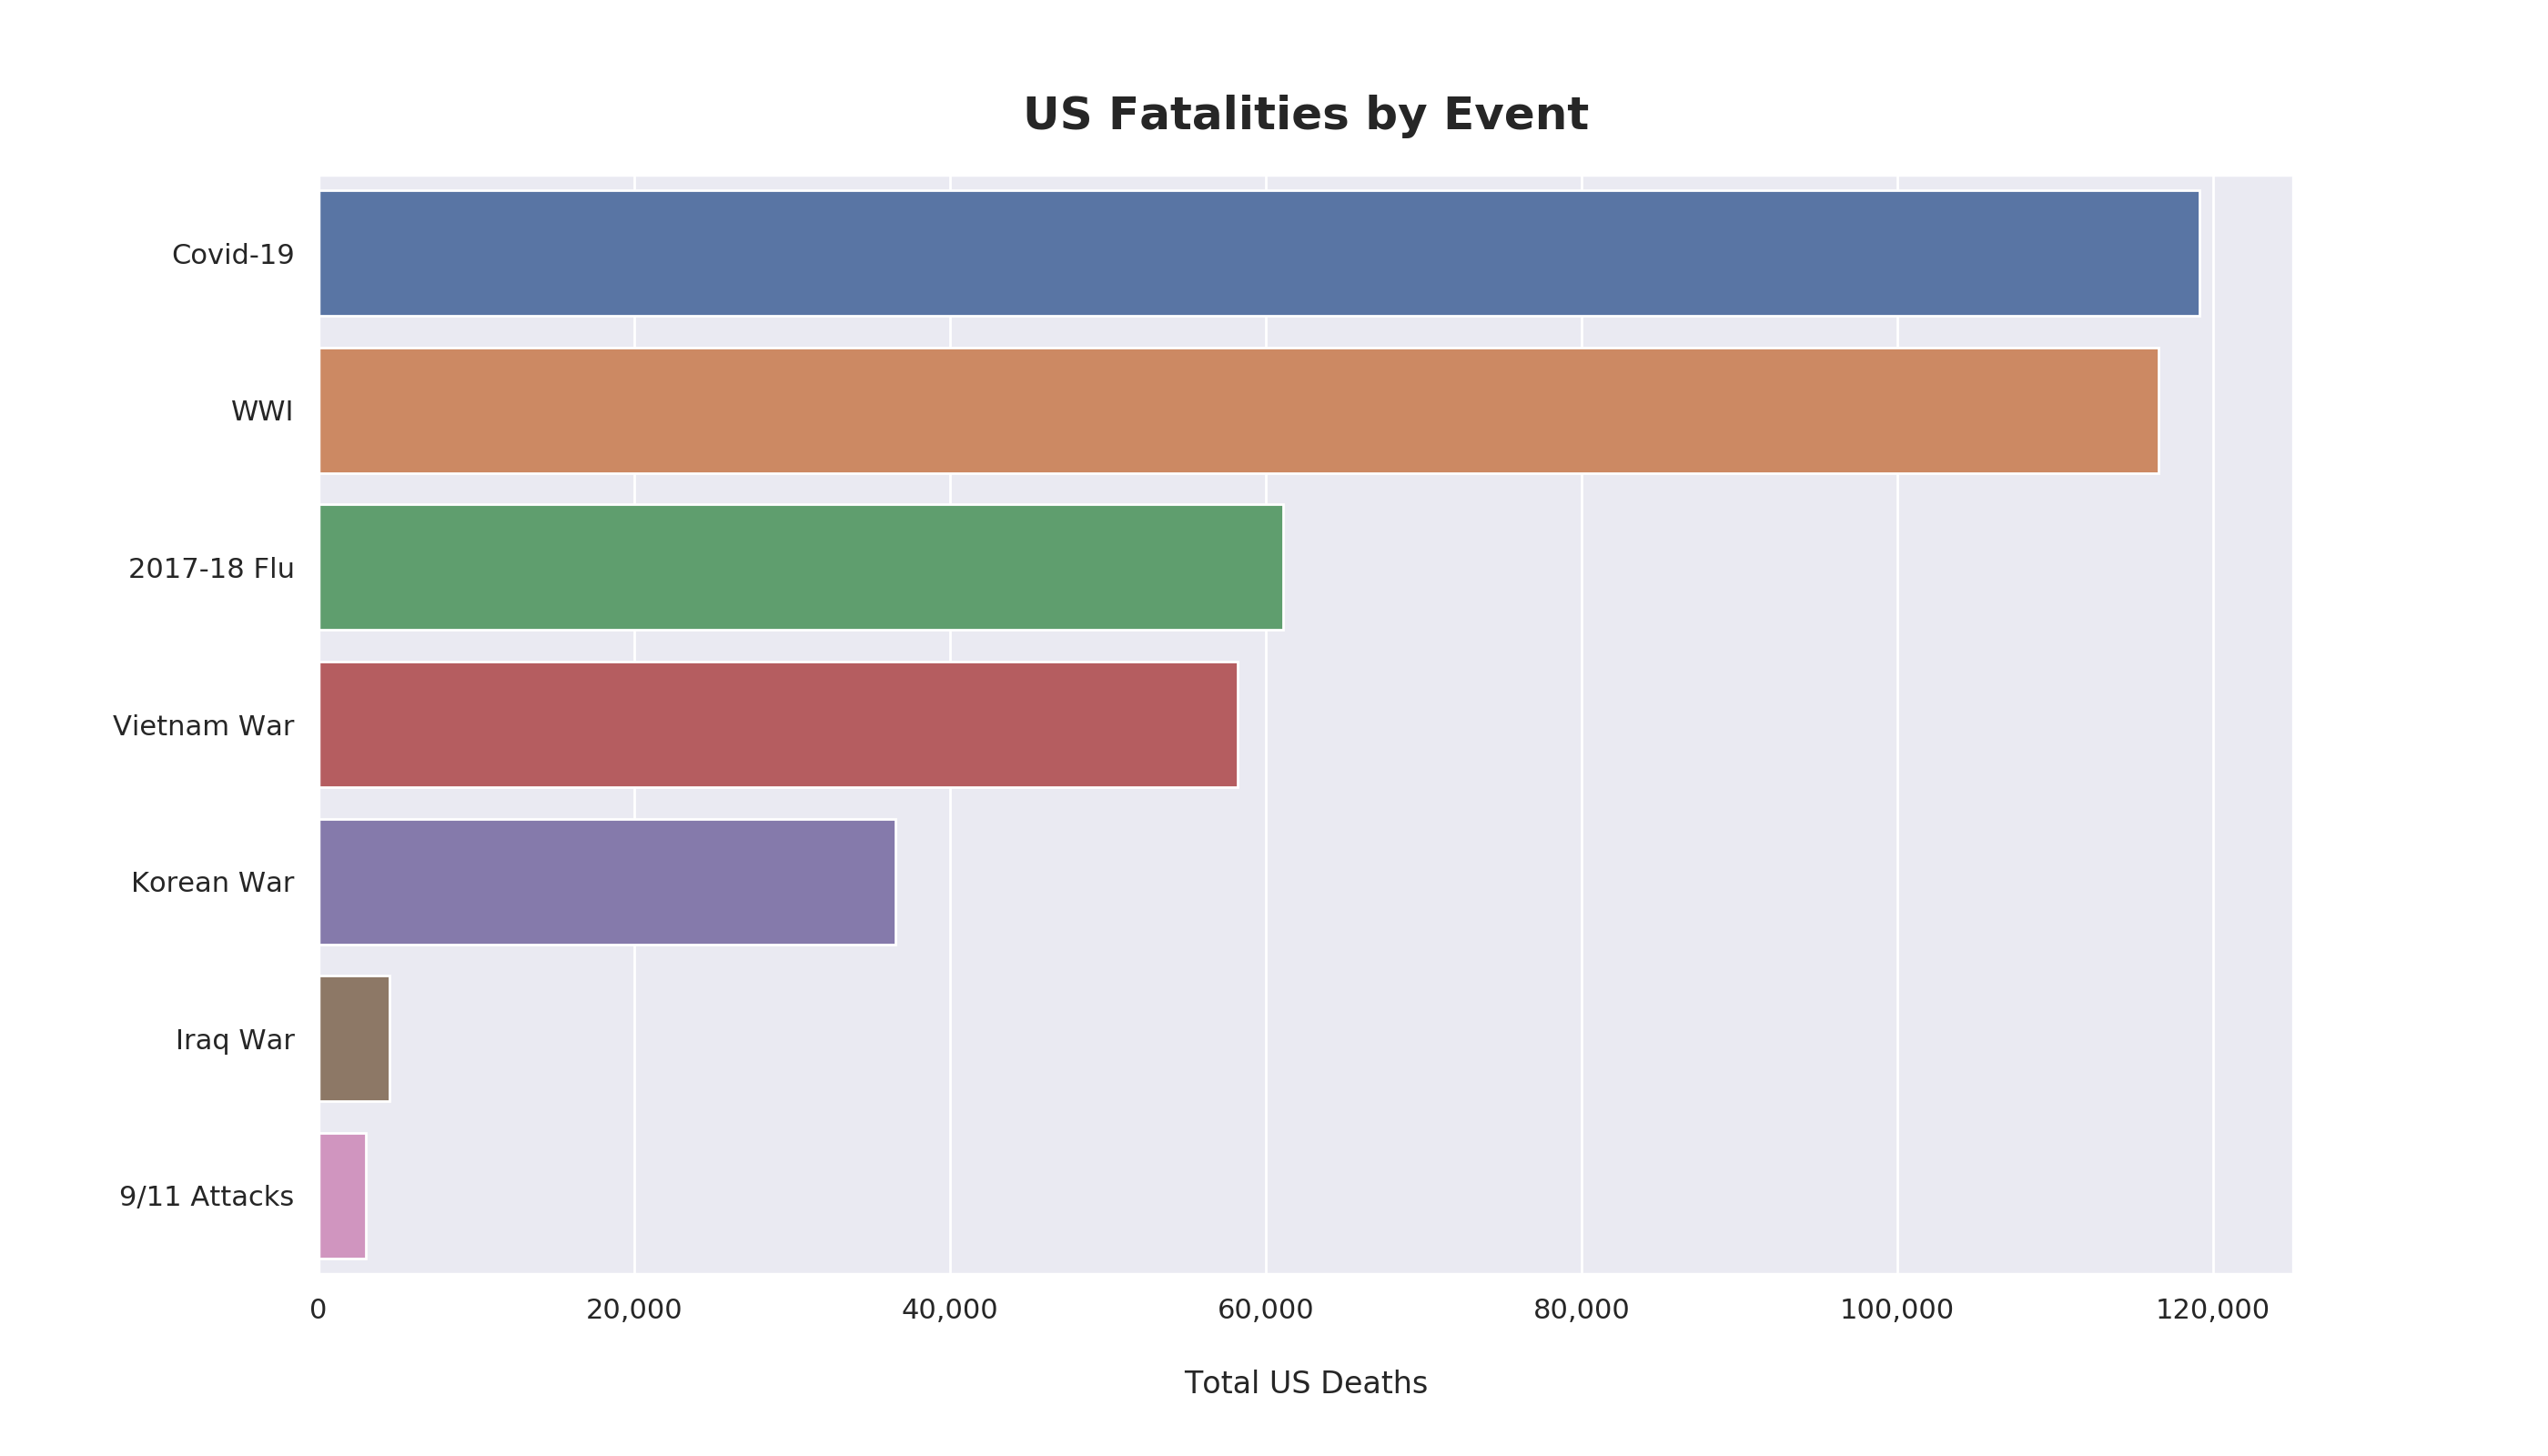 US Fatalities by Event
Covid-19
WWI
2017-18 Flu
Vietnam War
Korean War
Iraq War
9/11 Attacks
0 20,000 40,000 60,000 80,000 100,000 120,000
Total US Deaths